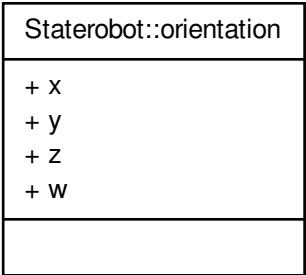 Staterobot::orientation
+ x
+ y
+ z
+ w